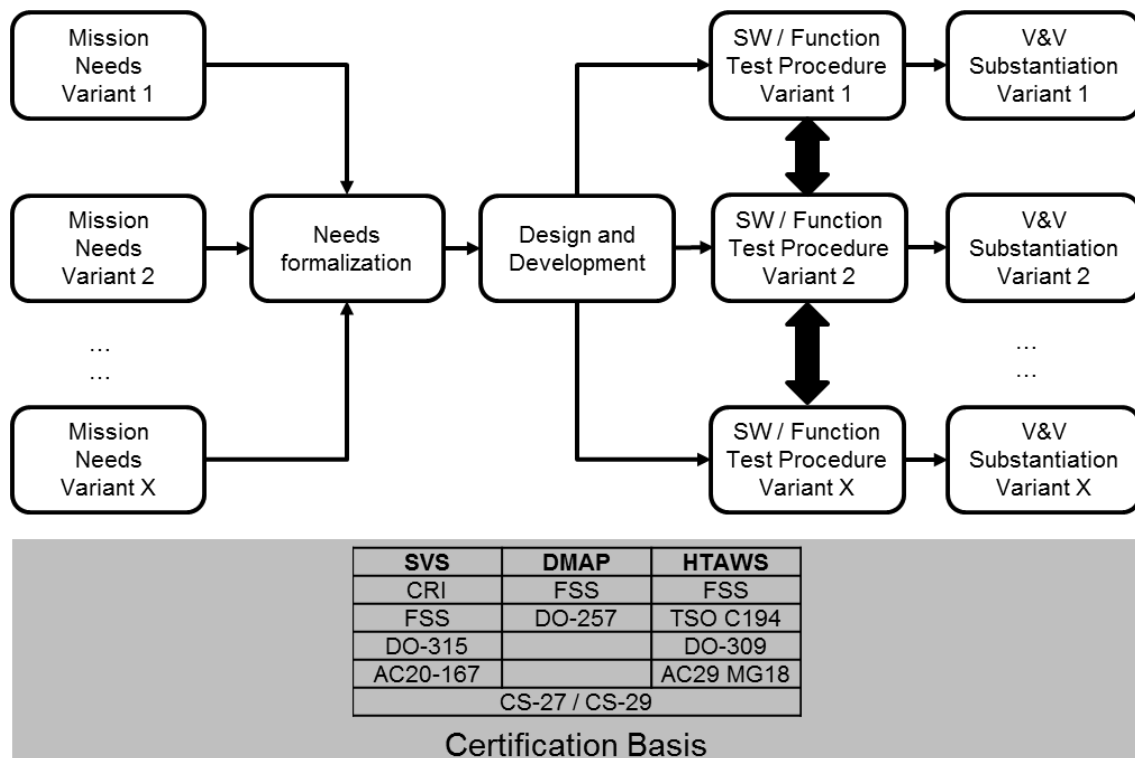 Mission
Needs
Variant 1
SW / Function
Test Procedure
Variant 1
V&V
Substantiation
Variant 1
Mission
Needs
Variant 2
Needs
formalization
Design and
Development
SW / Function
Test Procedure
Variant 2
V&V
Substantiation
Variant 2
...
...
...
...
Mission
Needs
Variant X
SW / Function
Test Procedure
Variant X
V&V
Substantiation
Variant X
SVS DMAP HTAWS
CRI FSS FSS
FSS DO-257 TSO C194
DO-315 DO-309
AC20-167 AC29 MG18
CS-27 / CS-29
Certification Basis